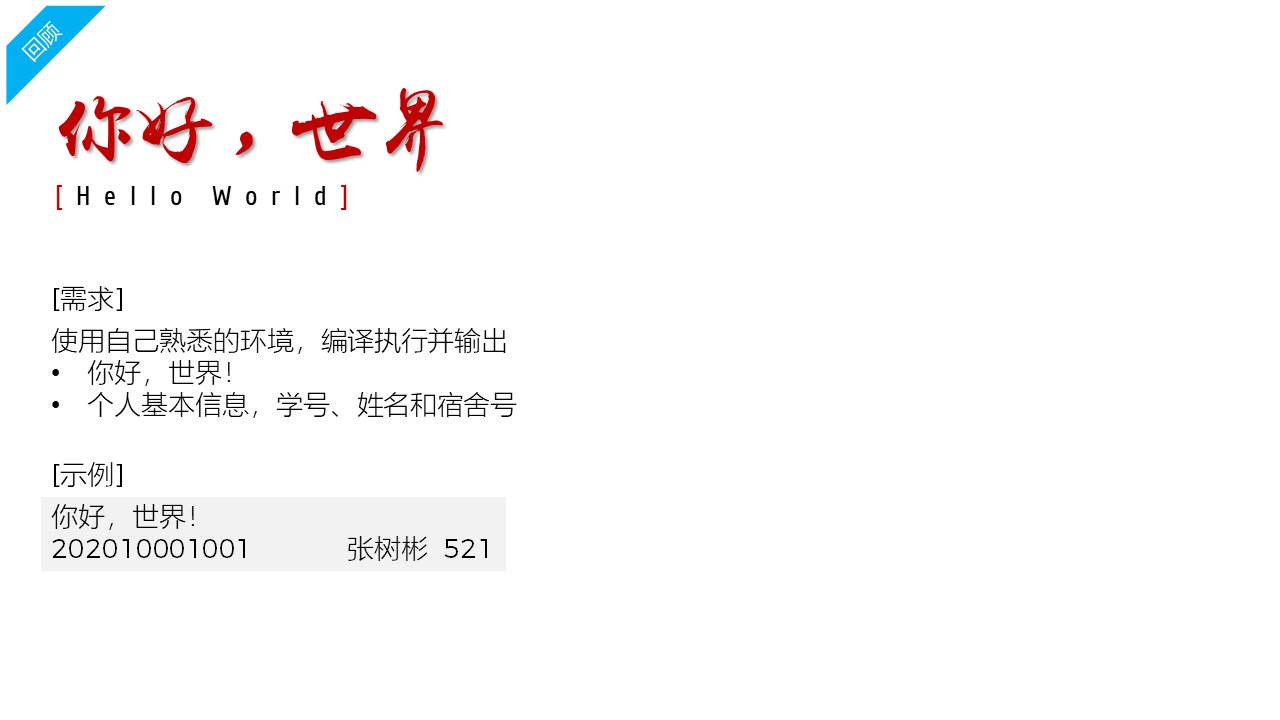 回顾
你好，世界
[Hello World]
[需求]
使用自己熟悉的环境，编译执行并输出
• 你好，世界！
• 个人基本信息，学号、姓名和宿舍号
[示例]
你好，世界！
202010001001 张树彬 521